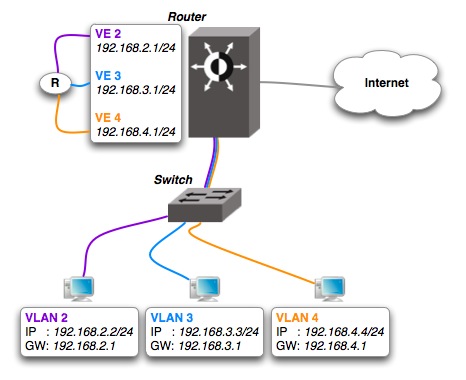 Router
VE 2
192.168.2.1/24
R
VE 3
192.168.3.1/24
VE 4
192.168.4.1/24
Internet
Switch
VLAN 2
IP : 192.168.2.2/24
GW: 192.168.2.1
VLAN 3
IP : 192.168.3.3/24
GW: 192.168.3.1
VLAN 4
IP : 192.168.4.4/24
GW: 192.168.4.1